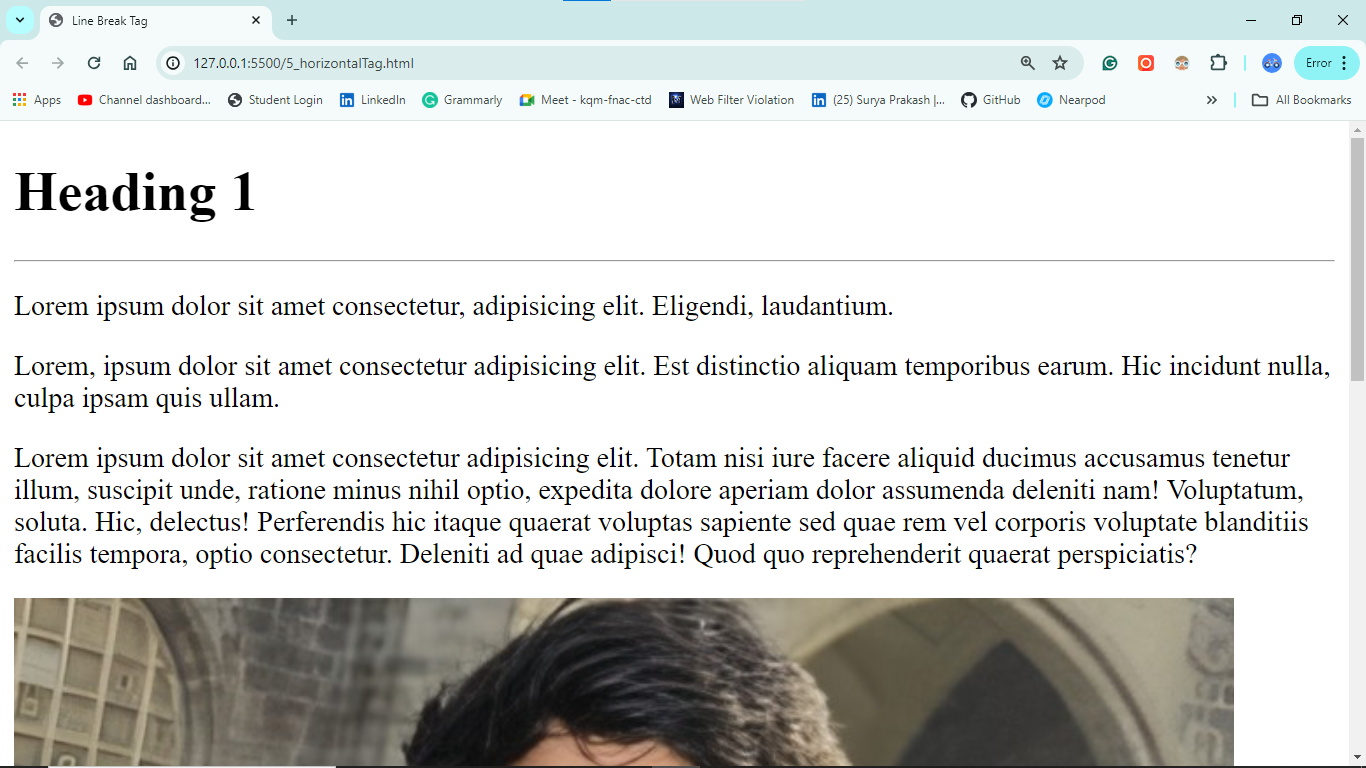 Line Break Tag
127.0.0.1:5500/5_horizontalTag.html
Error
Apps
Channel dashboard...
Student Login
LinkedIn
Grammarly
Meet - kqm-fnac-ctd
Web Filter Violation
(25) Surya Prakash |...
GitHub
Nearpod
All Bookmarks
Heading 1
Lorem ipsum dolor sit amet consectetur, adipisicing elit. Eligendi, laudantium.
Lorem, ipsum dolor sit amet consectetur adipisicing elit. Est distinctio aliquam temporibus earum. Hic incidunt nulla,
culpa ipsam quis ullam.
Lorem ipsum dolor sit amet consectetur adipisicing elit. Totam nisi iure facere aliquid ducimus accusamus tenetur
illum, suscipit unde, ratione minus nihil optio, expedita dolore aperiam dolor assumenda deleniti nam! Voluptatum,
soluta. Hic, delectus! Perferendis hic itaque quaerat voluptas sapiente sed quae rem vel corporis voluptate blanditiis
facilis tempora, optio consectetur. Deleniti ad quae adipisci! Quod quo reprehenderit quaerat perspiciatis?